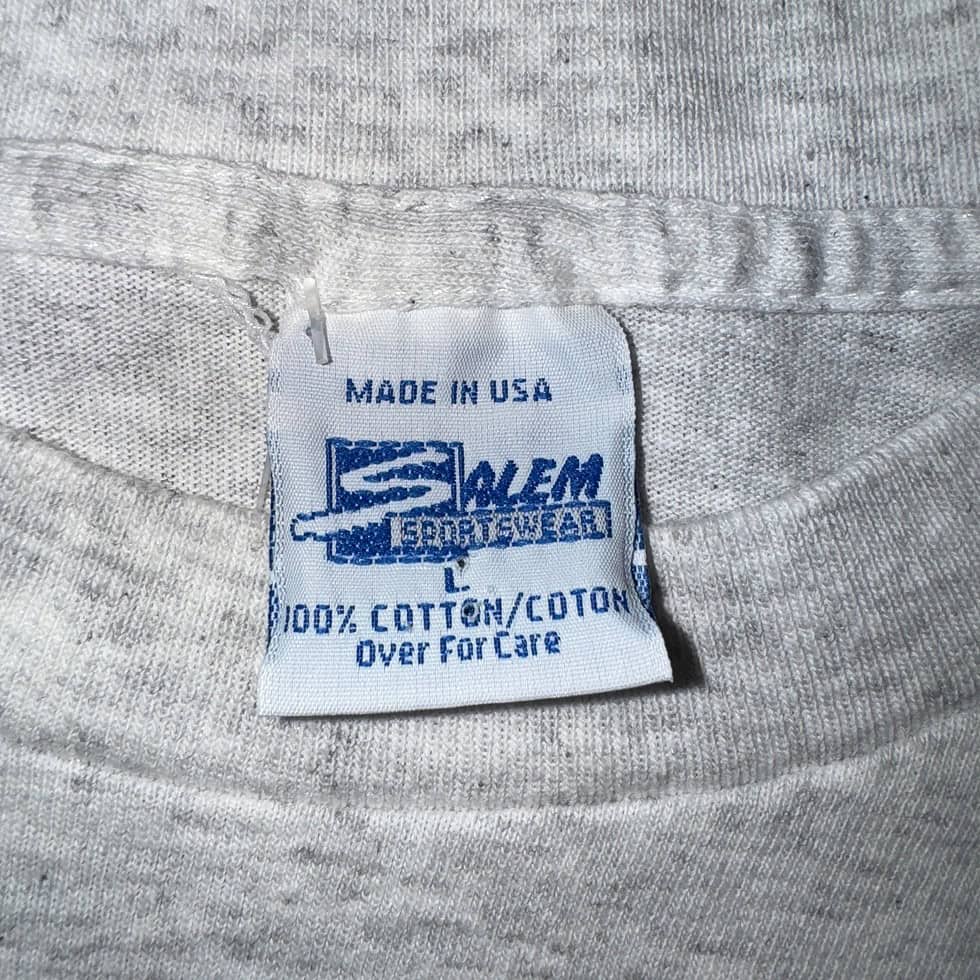 MADE IN USA
SALEM
SPORTSWEAR
L
100% COTTON/COTON
Over For Care